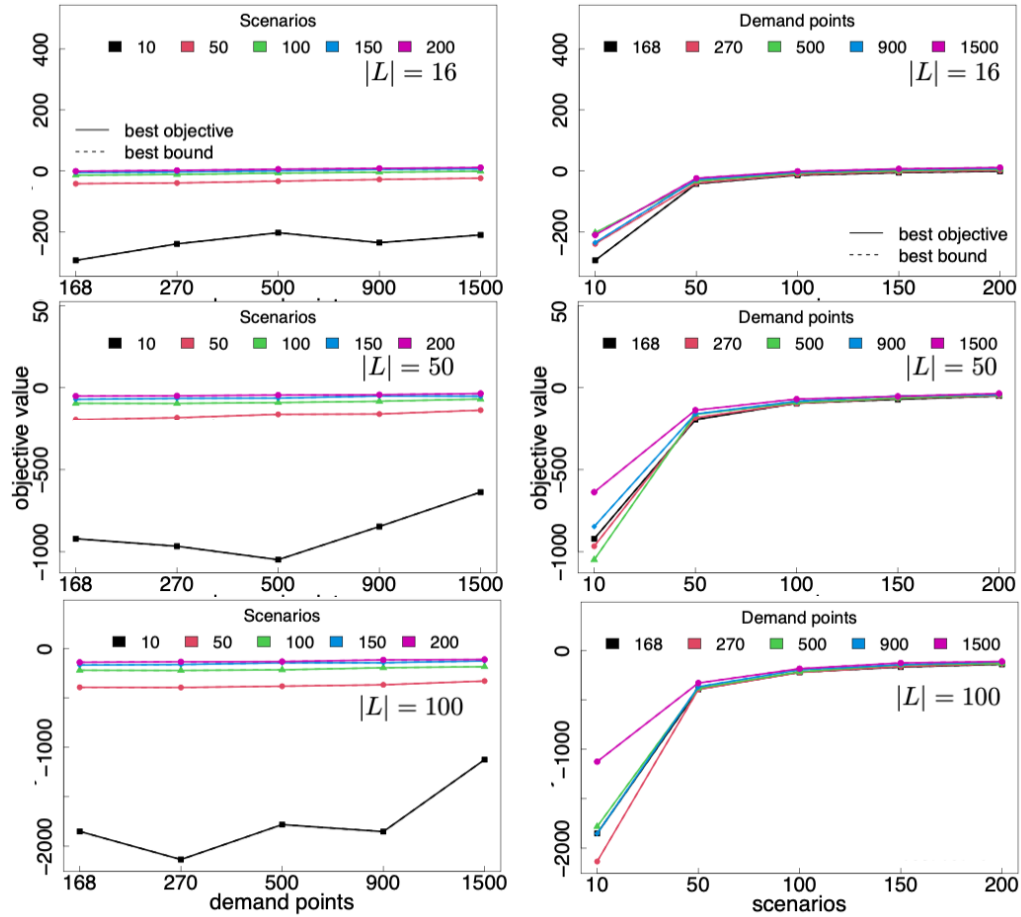 Scenarios
10 50 100 150 200
|L| = 16
400
200
0
−200
best objective
best bound
168 270 500 900 1500
Demand points
168 270 500 900 1500
|L| = 16
400
200
0
−200
best objective
best bound
10 50 100 150 200
Scenarios
10 50 100 150 200
|L| = 50
50
0
−500
−1000
objective value
168 270 500 900 1500
Demand points
168 270 500 900 1500
|L| = 50
50
0
−500
−1000
objective value
10 50 100 150 200
Scenarios
10 50 100 150 200
|L| = 100
0
−1000
−2000
168 270 500 900 1500
demand points
Demand points
168 270 500 900 1500
|L| = 100
0
−1000
−2000
10 50 100 150 200
scenarios